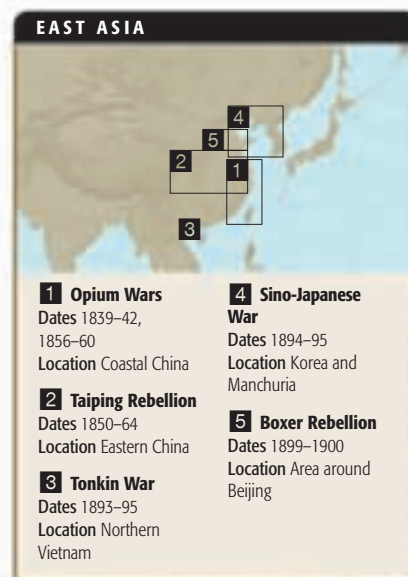 EAST ASIA
4
5
2
1
3
1 Opium Wars
Dates 1839–42,
1856–60
Location Coastal China
2 Taiping Rebellion
Dates 1850–64
Location Eastern China
3 Tonkin War
Dates 1893–95
Location Northern
Vietnam
4 Sino-Japanese
War
Dates 1894–95
Location Korea and
Manchuria
5 Boxer Rebellion
Dates 1899–1900
Location Area around
Beijing